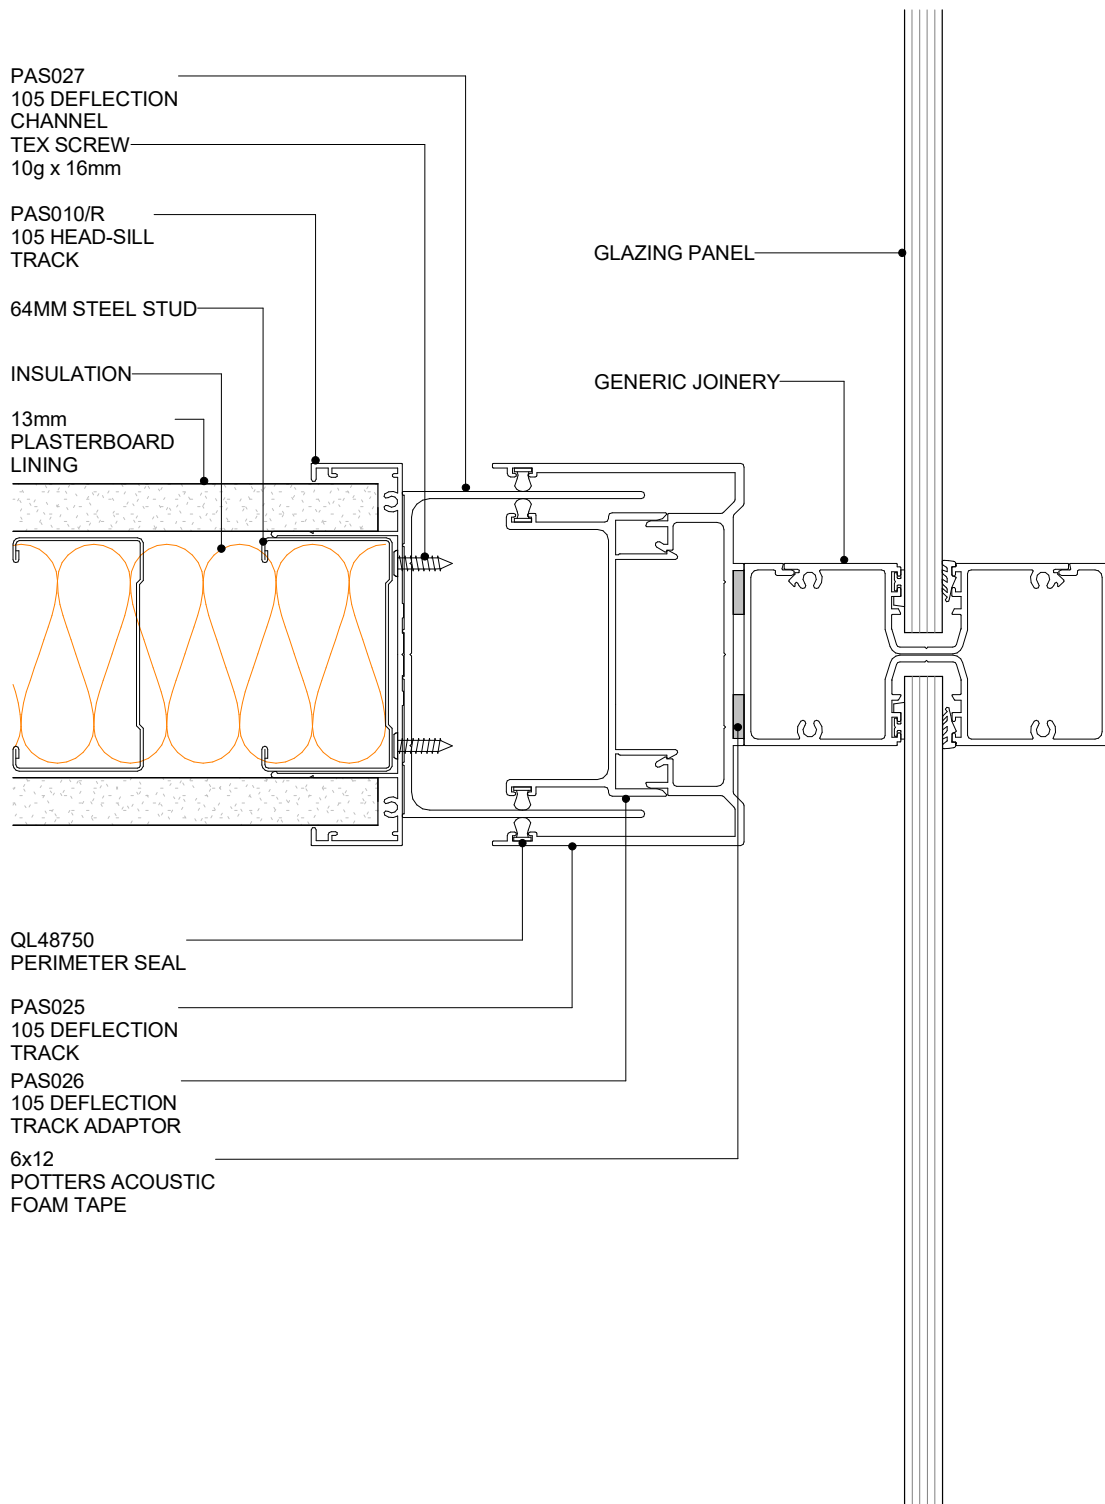 PAS027
105 DEFLECTION
CHANNEL
TEX SCREW
10g x 16mm
PAS010/R
105 HEAD-SILL
TRACK
64MM STEEL STUD
INSULATION
13mm
PLASTERBOARD
LINING
GLAZING PANEL
GENERIC JOINERY
QL48750
PERIMETER SEAL
PAS025
105 DEFLECTION
TRACK
PAS026
105 DEFLECTION
TRACK ADAPTOR
6x12
POTTERS ACOUSTIC
FOAM TAPE